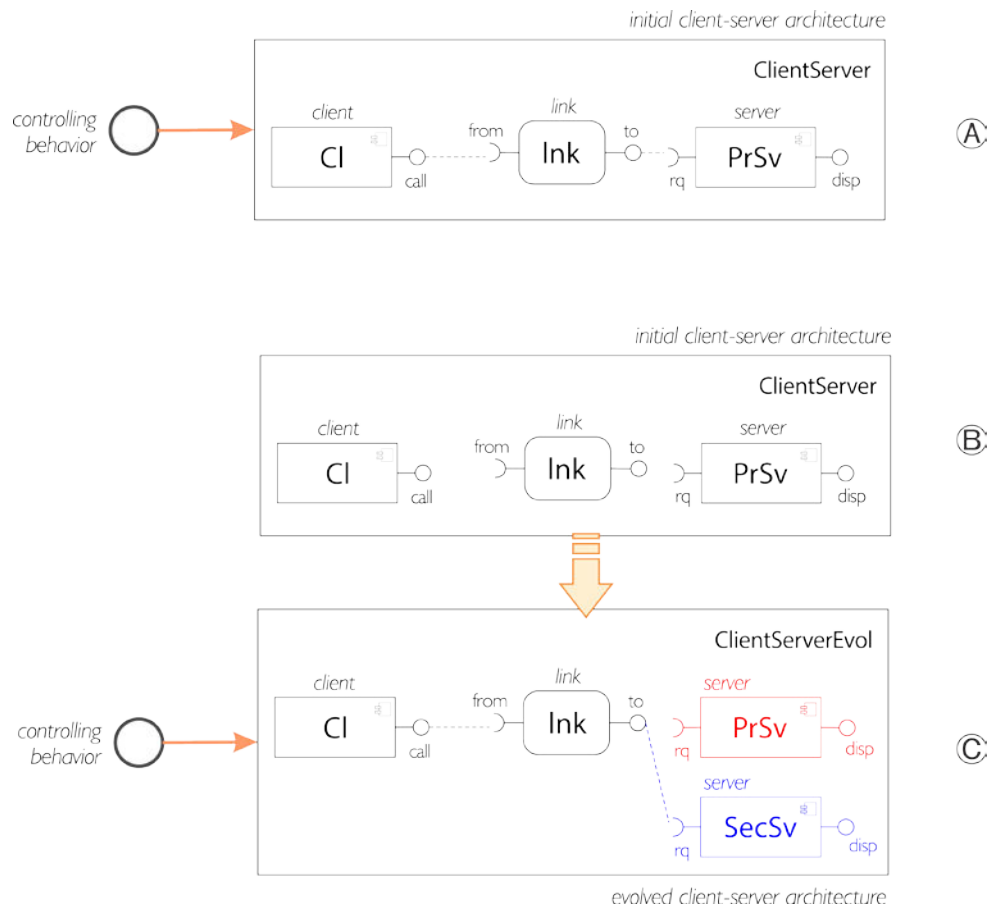 initial client-server architecture
ClientServer
controlling
behavior
client
link
server
from
to
Cl
lnk
PrSv
call
rq
disp
A
initial client-server architecture
ClientServer
client
link
server
from
to
Cl
lnk
PrSv
call
rq
disp
B
ClientServerEvol
controlling
behavior
client
link
server
from
to
Cl
lnk
PrSv
call
rq
disp
server
SecSv
rq
disp
C
evolved client-server architecture